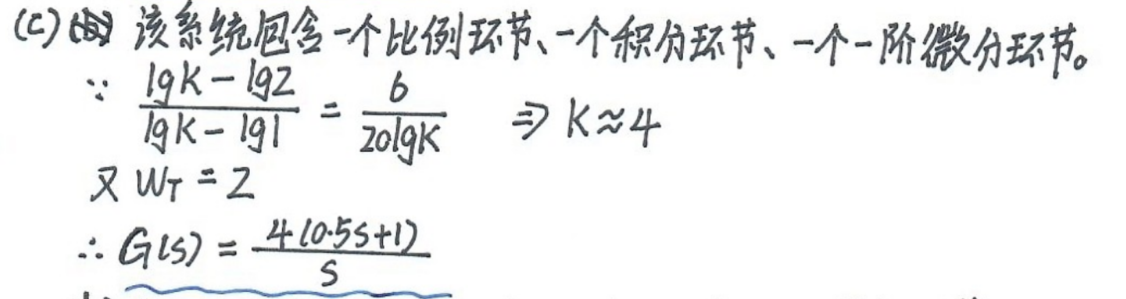 (C) 该系统包含一个比例环节、一个积分环节、一个一阶微分环节。
∵ (lgK - lg2)/(lgK - lg1) = 6/(20lgK) ⇒ K≈4
又 W_T = 2
∴ G(s) = 4(0.5s+1)/s